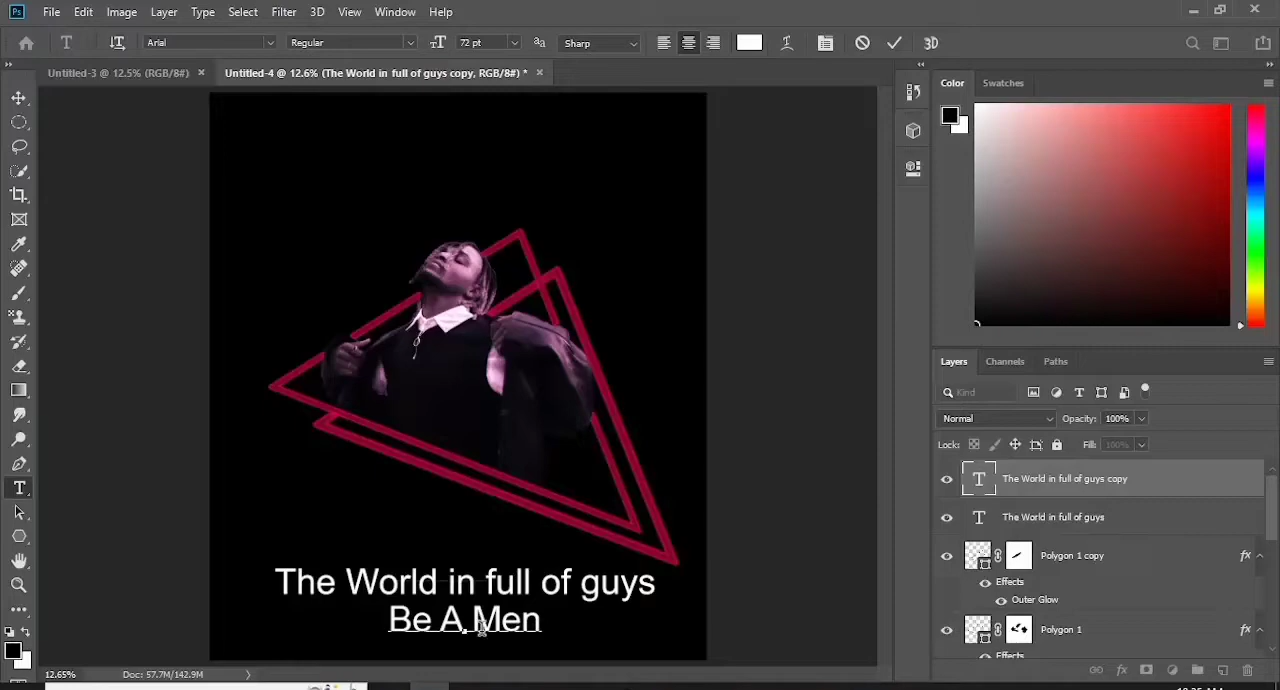 Ps File Edit Image Layer Type Select Filter 3D View Window Help
T Arial Regular 72 pt Sharp 3D
Untitled-3 @ 12.5% (RGB/8#) × Untitled-4 @ 12.6% (The World in full of guys copy, RGB/8#) * ×
Color Swatches
The World in full of guys
Be A Men
Layers Channels Paths
Kind
Normal Opacity: 100%
Lock: Fill: 100%
The World in full of guys copy
The World in full of guys
Polygon 1 copy fx
Effects
Outer Glow
Polygon 1 fx
Effects
12.65% Doc: 57.7M/142.9M